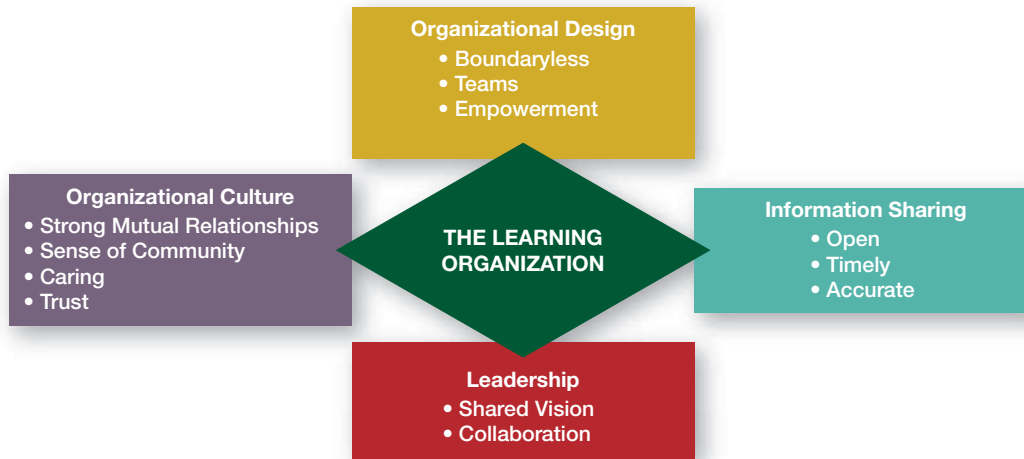 Organizational Design
• Boundaryless
• Teams
• Empowerment
Organizational Culture
• Strong Mutual Relationships
• Sense of Community
• Caring
• Trust
THE LEARNING
ORGANIZATION
Information Sharing
• Open
• Timely
• Accurate
Leadership
• Shared Vision
• Collaboration